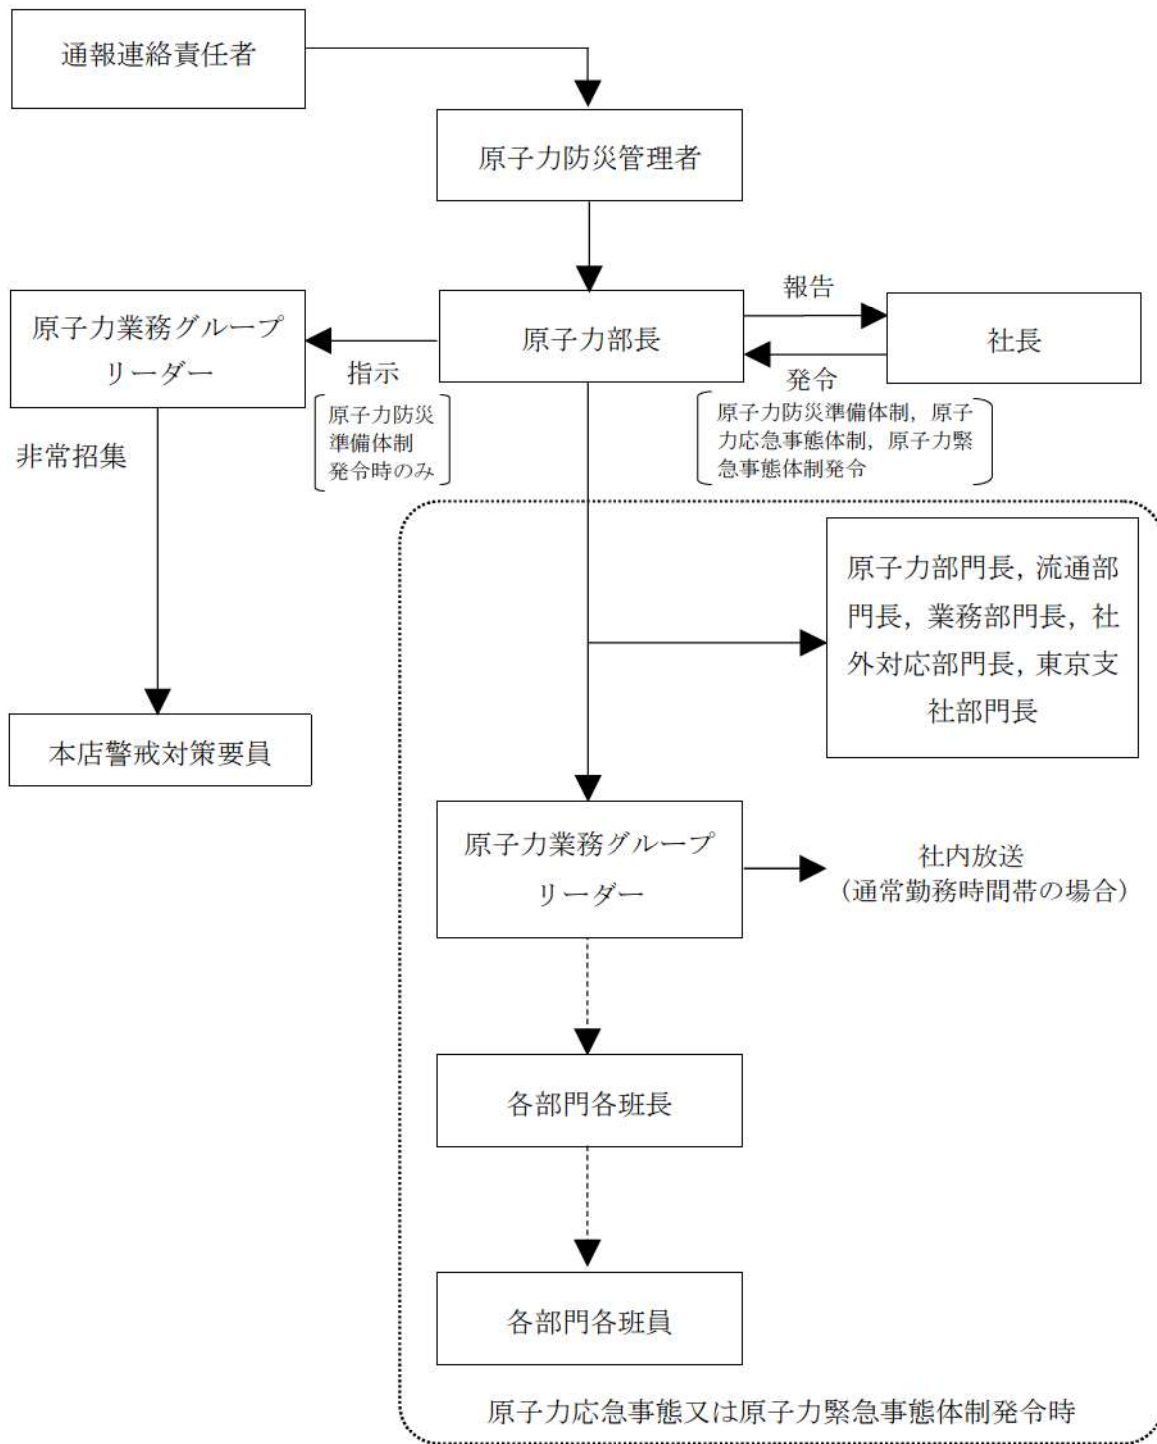 通報連絡責任者
原子力防災管理者
報告
原子力業務グループ
リーダー
原子力部長
社長
指示
発令
原子力防災
準備体制
発令時のみ
原子力防災準備体制，原子
力応急事態体制，原子力緊
急事態体制発令
非常招集
原子力部門長，流通部
門長，業務部門長，社
外対応部門長，東京支
社部門長
本店警戒対策要員
原子力業務グループ
リーダー
社内放送
（通常勤務時間帯の場合）
各部門各班長
各部門各班員
原子力応急事態又は原子力緊急事態体制発令時